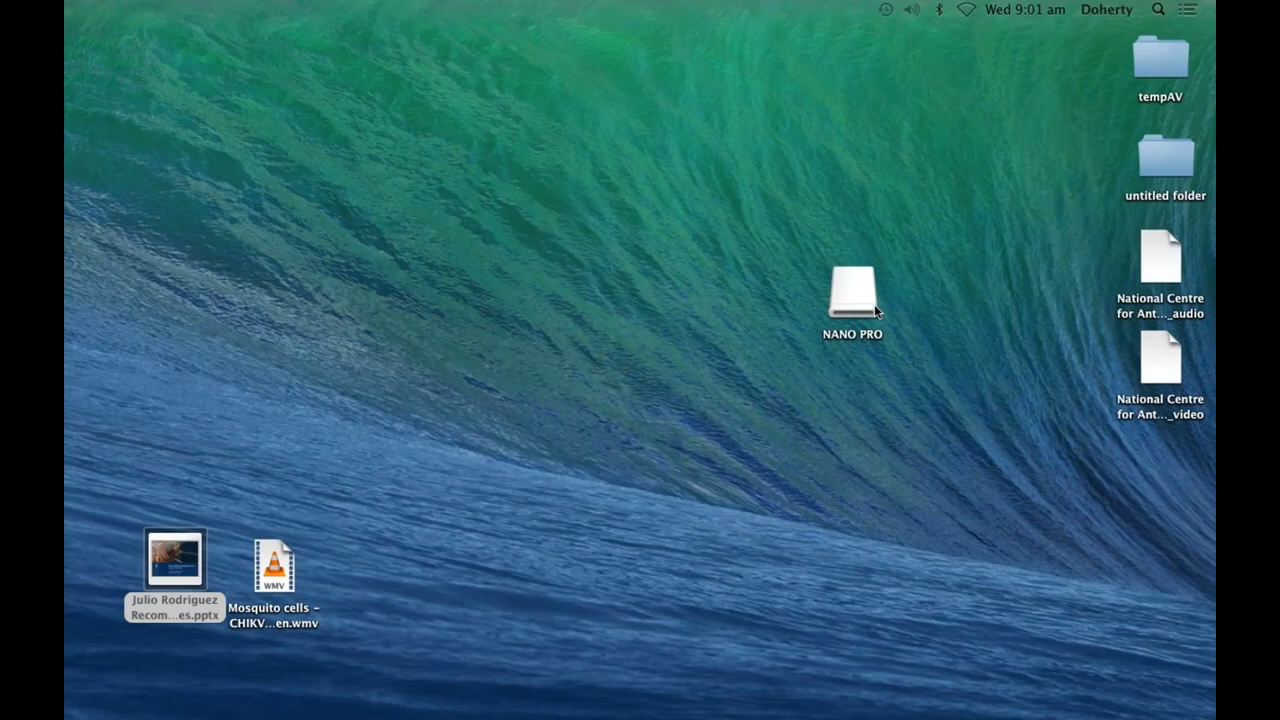 Wed 9:01 am Doherty
tempAV
untitled folder
National Centre
for Ant..._audio
NANO PRO
National Centre
for Ant..._video
Julio Rodriguez
Recom...es.pptx
WMV
Mosquito cells –
CHIKV...en.wmv